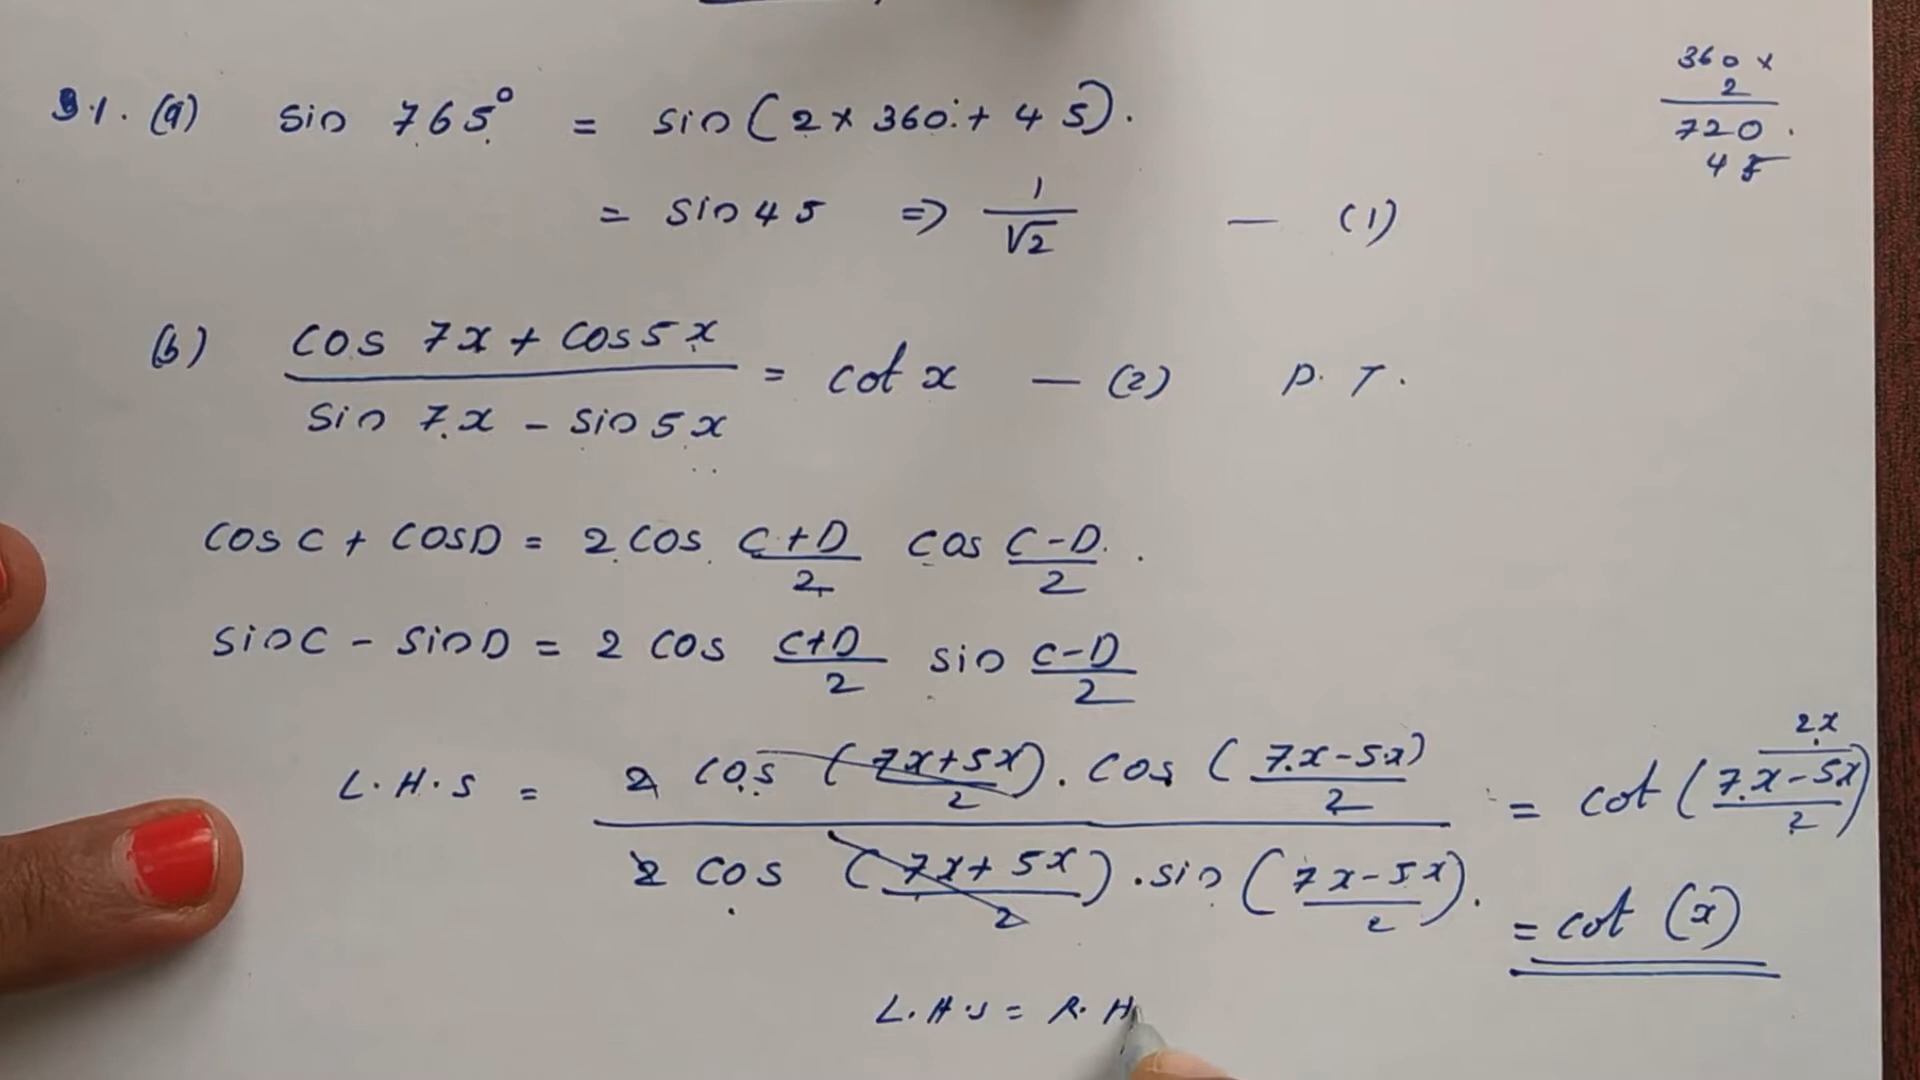 31. (a) sin 765° = sin(2 × 360 + 45).
360 ×
2
720
45
= sin 45 ⇒ 1/√2 — (1)
(b) (cos 7x + cos 5x)/(sin 7x - sin 5x) = cot x — (2) P. T.
cos C + cos D = 2 cos (C+D)/2 cos (C-D)/2.
sin C - sin D = 2 cos (C+D)/2 sin (C-D)/2
L.H.S = (2 cos ((7x+5x)/2) . cos ((7x-5x)/2))/(2 cos ((7x+5x)/2) . sin ((7x-5x)/2)) = cot ((7x-5x)/2)
2x
= cot (x)
L.H.S = R.H